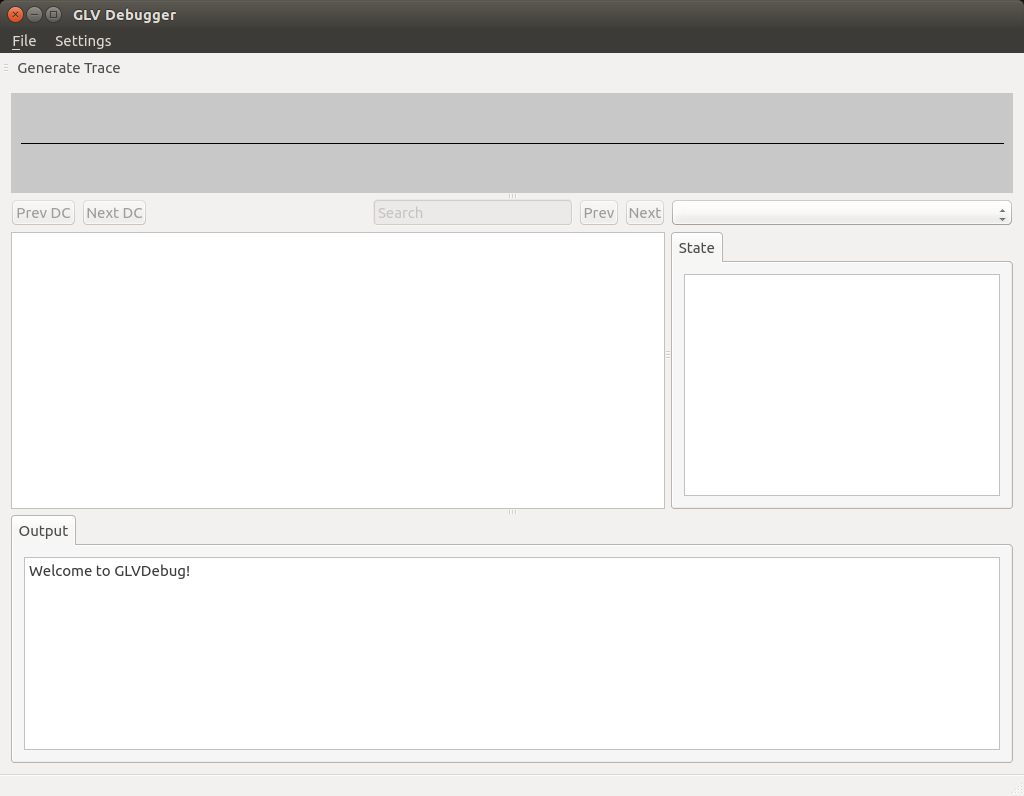 GLV Debugger
File Settings
Generate Trace
Prev DC Next DC Search Prev Next
State
Output
Welcome to GLVDebug!